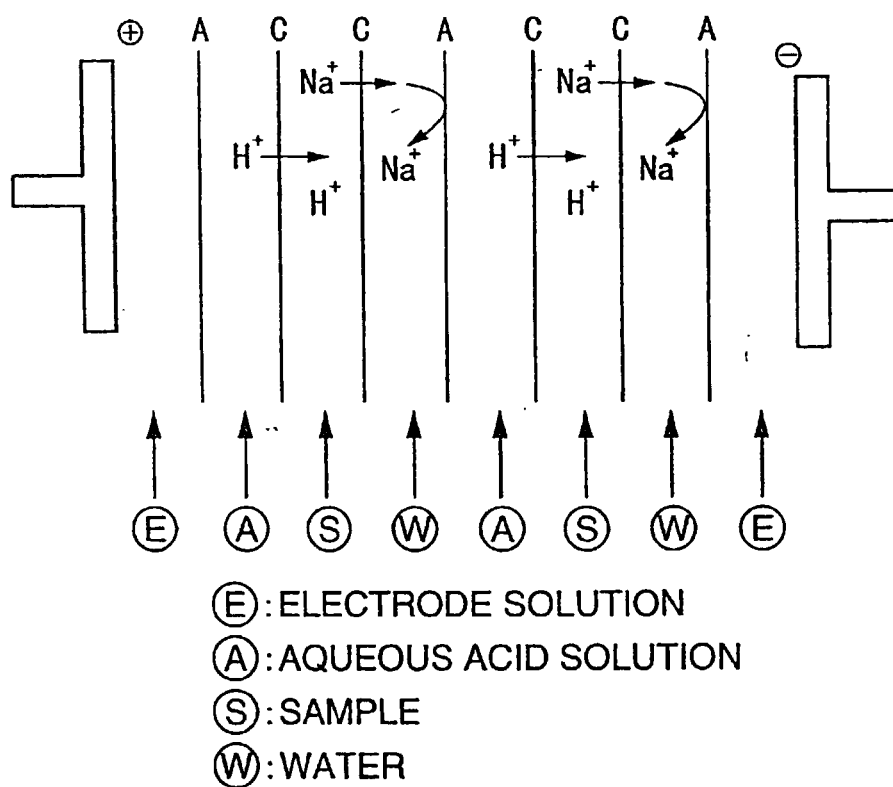 ⊕ A C C A C C A ⊖
Na⁺ Na⁺
H⁺ Na⁺ H⁺ Na⁺
H⁺ H⁺
Ⓔ Ⓐ Ⓢ Ⓦ Ⓐ Ⓢ Ⓦ Ⓔ
Ⓔ: ELECTRODE SOLUTION
Ⓐ: AQUEOUS ACID SOLUTION
Ⓢ: SAMPLE
Ⓦ: WATER